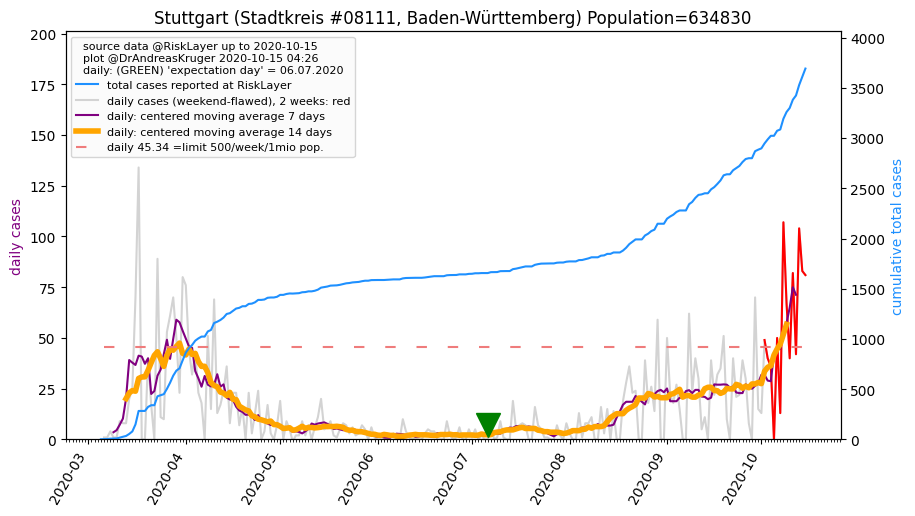 Stuttgart (Stadtkreis #08111, Baden-Württemberg) Population=634830
source data @RiskLayer up to 2020-10-15
plot @DrAndreasKruger 2020-10-15 04:26
daily: (GREEN) 'expectation day' = 06.07.2020
total cases reported at RiskLayer
daily cases (weekend-flawed), 2 weeks: red
daily: centered moving average 7 days
daily: centered moving average 14 days
daily 45.34 =limit 500/week/1mio pop.
daily cases
200
175
150
125
100
75
50
25
0
cumulative total cases
4000
3500
3000
2500
2000
1500
1000
500
0
2020-03
2020-04
2020-05
2020-06
2020-07
2020-08
2020-09
2020-10